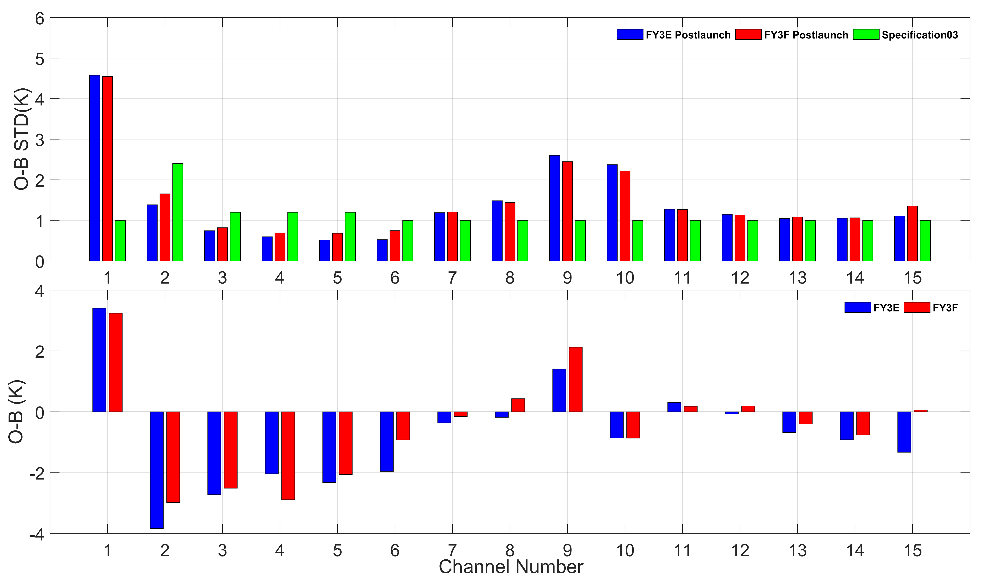 O-B STD(K)
6
5
4
3
2
1
0
FY3E Postlaunch FY3F Postlaunch Specification03
1 2 3 4 5 6 7 8 9 10 11 12 13 14 15
O-B (K)
4
2
0
-2
-4
FY3E FY3F
1 2 3 4 5 6 7 8 9 10 11 12 13 14 15
Channel Number